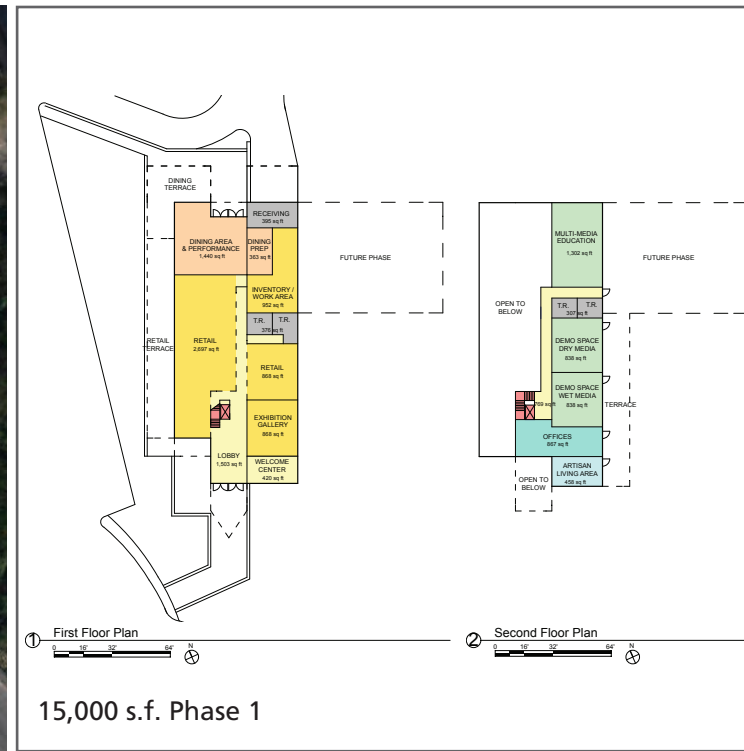 DINING
TERRACE
RECEIVING
395 sq ft
DINING AREA
& PERFORMANCE
1,440 sq ft
DINING
PREP
363 sq ft
FUTURE PHASE
INVENTORY /
WORK AREA
952 sq ft
T.R.
T.R.
376 sq ft
RETAIL
TERRACE
RETAIL
2,697 sq ft
RETAIL
868 sq ft
EXHIBITION
GALLERY
868 sq ft
LOBBY
1,503 sq ft
WELCOME
CENTER
420 sq ft
1
First Floor Plan
0 16' 32' 64'
N
MULTI-MEDIA
EDUCATION
1,302 sq ft
FUTURE PHASE
OPEN TO
BELOW
T.R.
T.R.
307 sq ft
DEMO SPACE
DRY MEDIA
838 sq ft
DEMO SPACE
WET MEDIA
838 sq ft
TERRACE
sq ft
OFFICES
867 sq ft
OPEN TO
BELOW
ARTISAN
LIVING AREA
458 sq ft
2
Second Floor Plan
0 16' 32' 64'
N
15,000 s.f. Phase 1